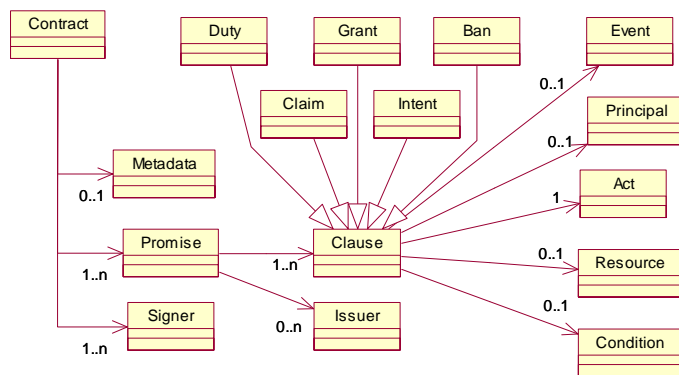 Contract
Duty
Grant
Ban
Event
0..1
Claim
Intent
Principal
0..1
Metadata
0..1
Act
1
Promise
1..n
Clause
1..n
Resource
0..1
Signer
1..n
Issuer
0..n
Condition
0..1